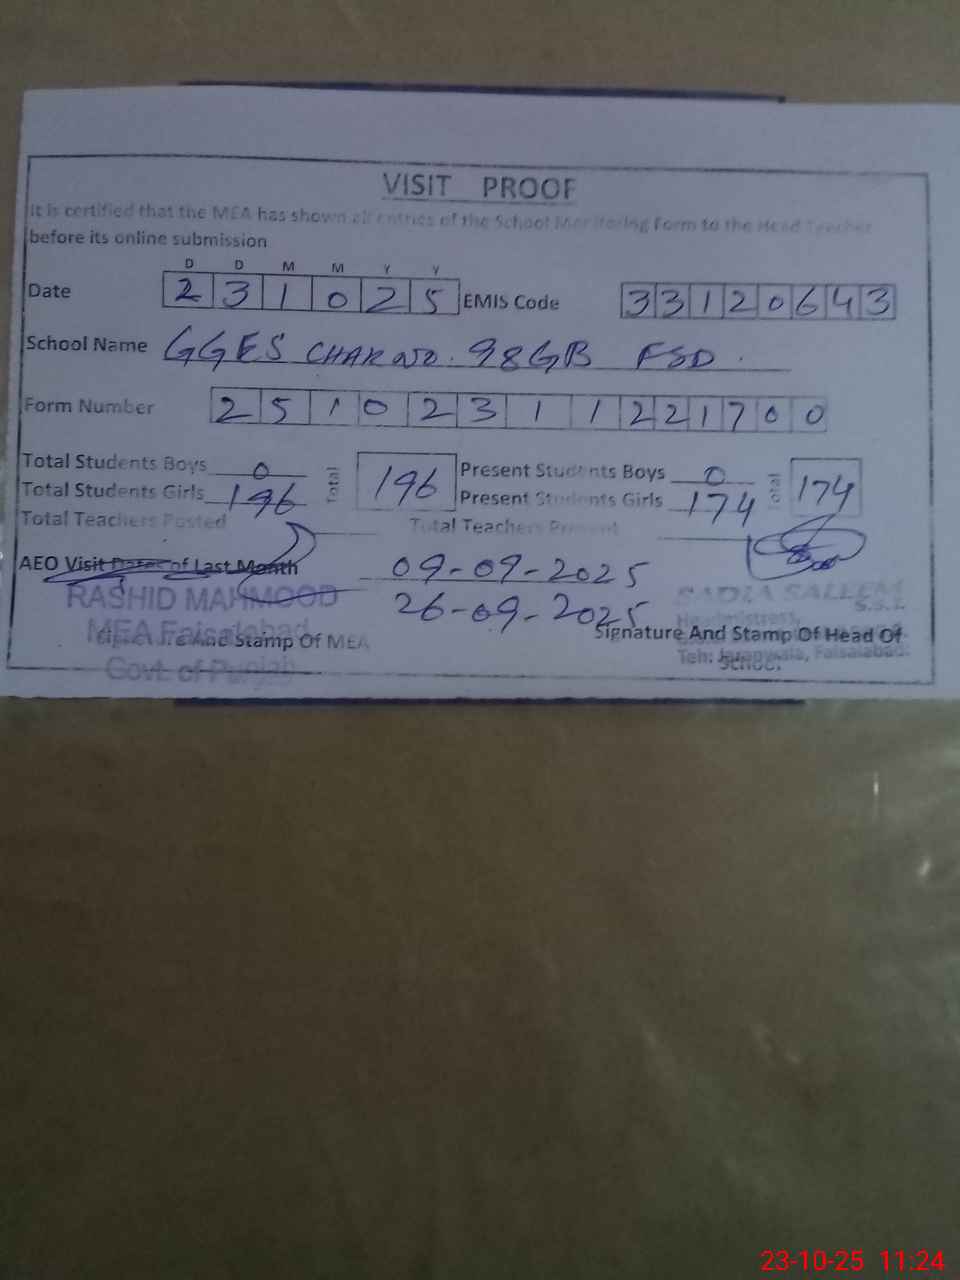 VISIT PROOF
It is certified that the MEA has shown all entries of the School Monitoring Form to the Head Teacher
before its online submission
D D M M Y Y
Date 2 3 1 0 2 5 EMIS Code 3 3 1 2 0 6 4 3
School Name GGES CHAK NO. 98GB FSD.
Form Number 2 5 1 0 2 3 1 1 2 2 1 7 0 0
Total Students Boys 0 Present Students Boys 0
Total 196 Total 174
Total Students Girls 196 Present Students Girls 174
Total Teachers Posted Total Teachers Present
AEO Visit Dates of Last Month 09-09-2025
26-09-2025
RASHID MAHMOOD SADIA SALEEM
MEA Faisalabad S.S.T.
Headmistress,
And Stamp Of MEA Signature And Stamp Of Head Of
School
Govt: of Punjab Teh: Jaranwala, Faisalabad.
23-10-25 11:24